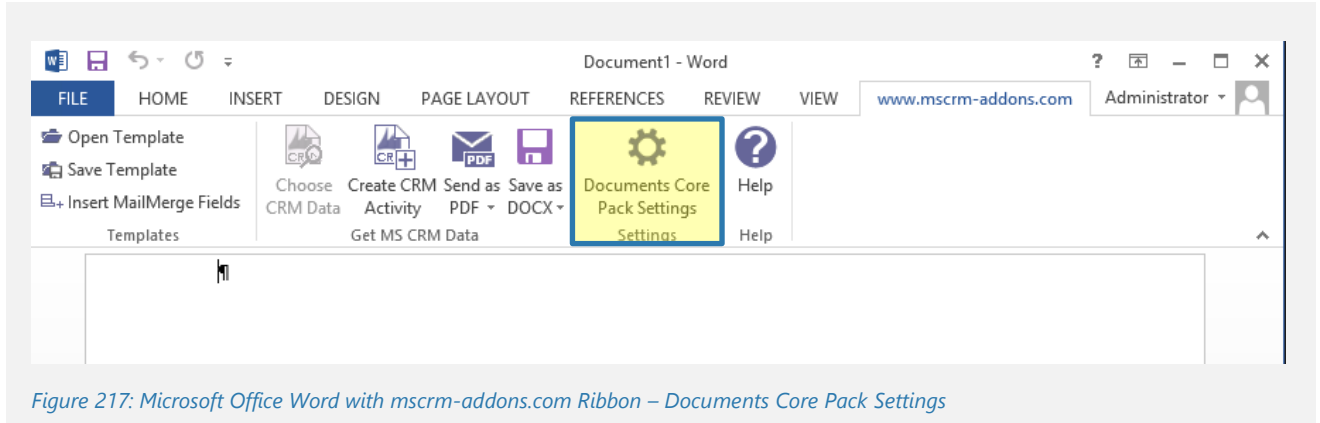 Document1 - Word
?
FILE HOME INSERT DESIGN PAGE LAYOUT REFERENCES REVIEW VIEW www.mscrm-addons.com Administrator
Open Template
Save Template
Insert MailMerge Fields
Templates
Choose
CRM Data
Create CRM
Activity
Send as
PDF
Save as
DOCX
Get MS CRM Data
Documents Core
Pack Settings
Settings
Help
Help
¶
Figure 217: Microsoft Office Word with mscrm-addons.com Ribbon – Documents Core Pack Settings